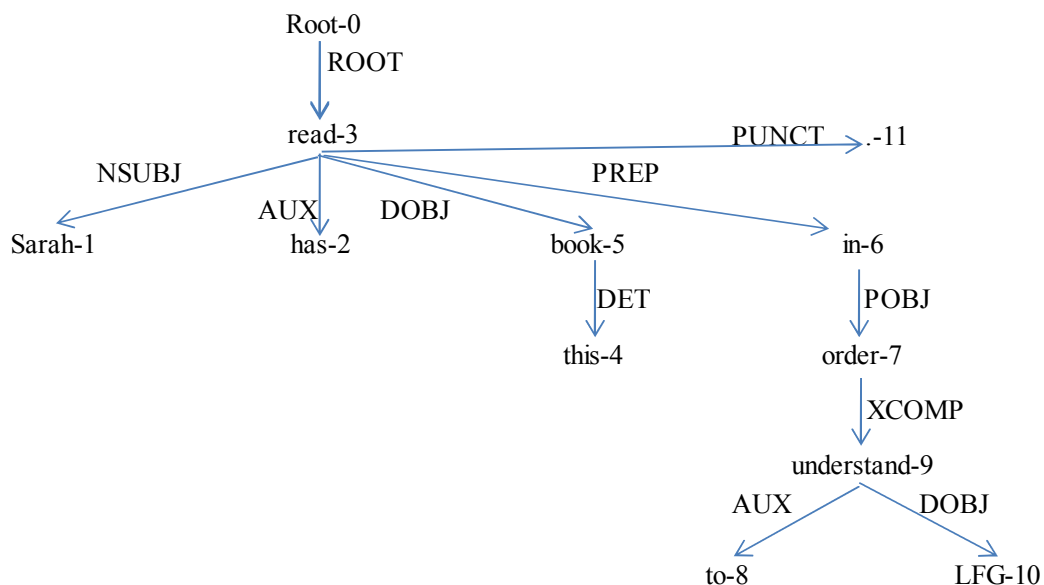 Root-0
ROOT
read-3
PUNCT .-11
NSUBJ
PREP
AUX DOBJ
Sarah-1 has-2 book-5 in-6
DET POBJ
this-4 order-7
XCOMP
understand-9
AUX DOBJ
to-8 LFG-10